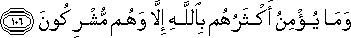 وَمَا يُؤْمِنُ أَكْثَرُهُم بِاللَّهِ إِلَّا وَهُم مُّشْرِكُونَ ﴿١٠٦﴾